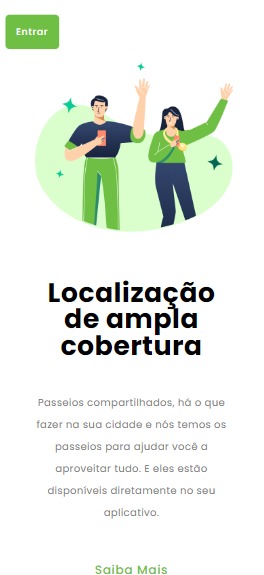 Entrar
Localização
de ampla
cobertura
Passeios compartilhados, há o que
fazer na sua cidade e nós temos os
passeios para ajudar você a
aproveitar tudo. E eles estão
disponíveis diretamente no seu
aplicativo.
Saiba Mais